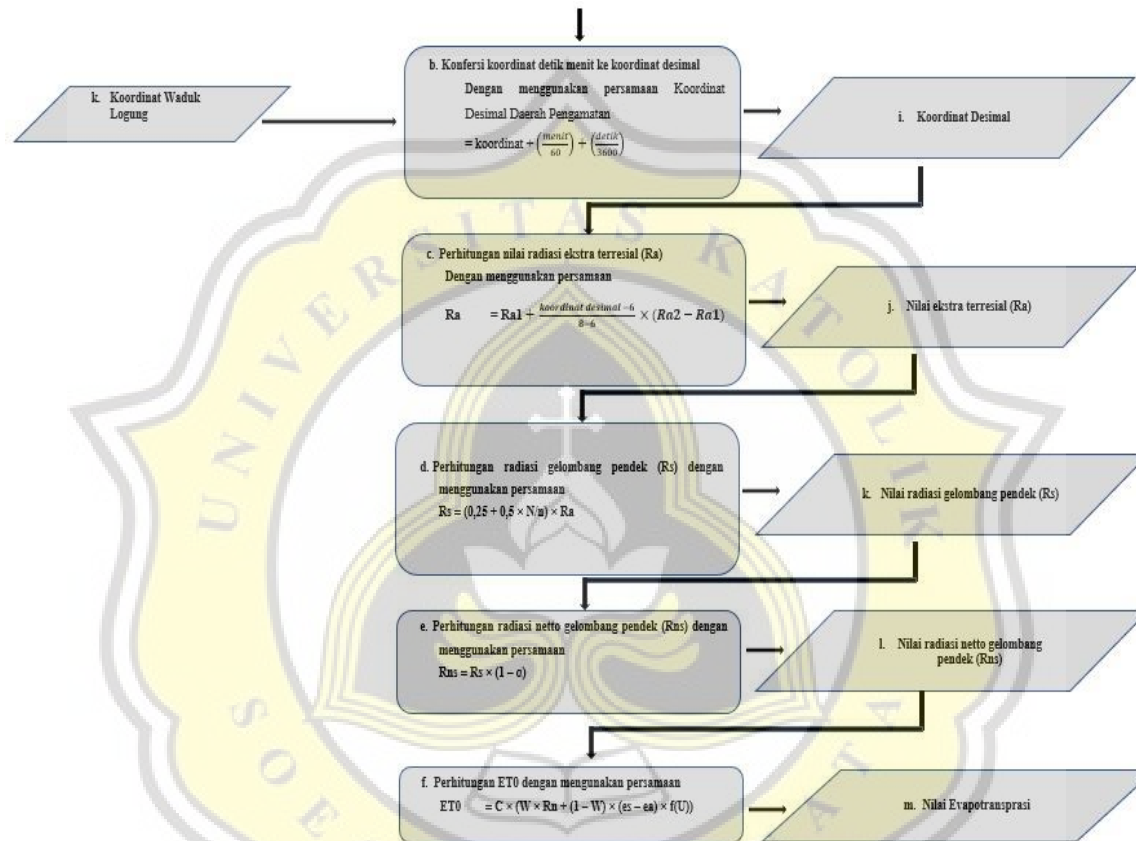 b. Konfersi koordinat detik menit ke koordinat desimal
Dengan menggunakan persamaan Koordinat
Desimal Daerah Pengamatan
= koordinat + (menit/60) + (detik/3600)
k. Koordinat Waduk
Logung
i. Koordinat Desimal
c. Perhitungan nilai radiasi ekstra terresial (Ra)
Dengan menggunakan persamaan
Ra = Ra1 + koordinat desimal −6/8−6 × (Ra2 − Ra1)
j. Nilai ekstra terresial (Ra)
d. Perhitungan radiasi gelombang pendek (Rs) dengan
menggunakan persamaan
Rs = (0,25 + 0,5 × N/n) × Ra
k. Nilai radiasi gelombang pendek (Rs)
e. Perhitungan radiasi netto gelombang pendek (Rns) dengan
menggunakan persamaan
Rns = Rs × (1 − α)
l. Nilai radiasi netto gelombang
pendek (Rns)
f. Perhitungan ET0 dengan mengunakan persamaan
ET0 = C × (W × Rn + (1 − W) × (es − ea) × f(U))
m. Nilai Evapotransprasi
UNIVERSITAS KATOLIK
SOE
ATA